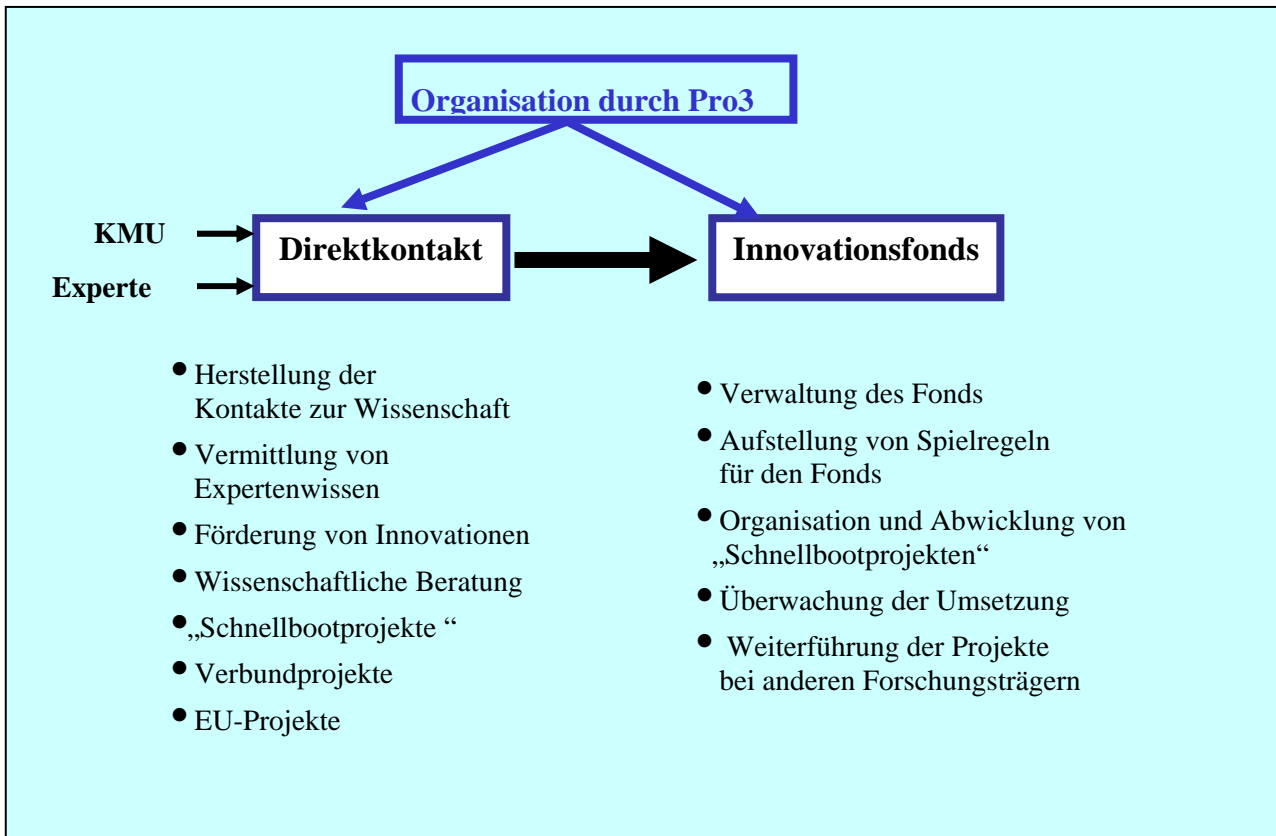 Organisation durch Pro3
KMU
Experte
Direktkontakt
Innovationsfonds
• Herstellung der
Kontakte zur Wissenschaft
• Vermittlung von
Expertenwissen
• Förderung von Innovationen
• Wissenschaftliche Beratung
• „Schnellbootprojekte “
• Verbundprojekte
• EU-Projekte
• Verwaltung des Fonds
• Aufstellung von Spielregeln
für den Fonds
• Organisation und Abwicklung von
„Schnellbootprojekten“
• Überwachung der Umsetzung
• Weiterführung der Projekte
bei anderen Forschungsträgern